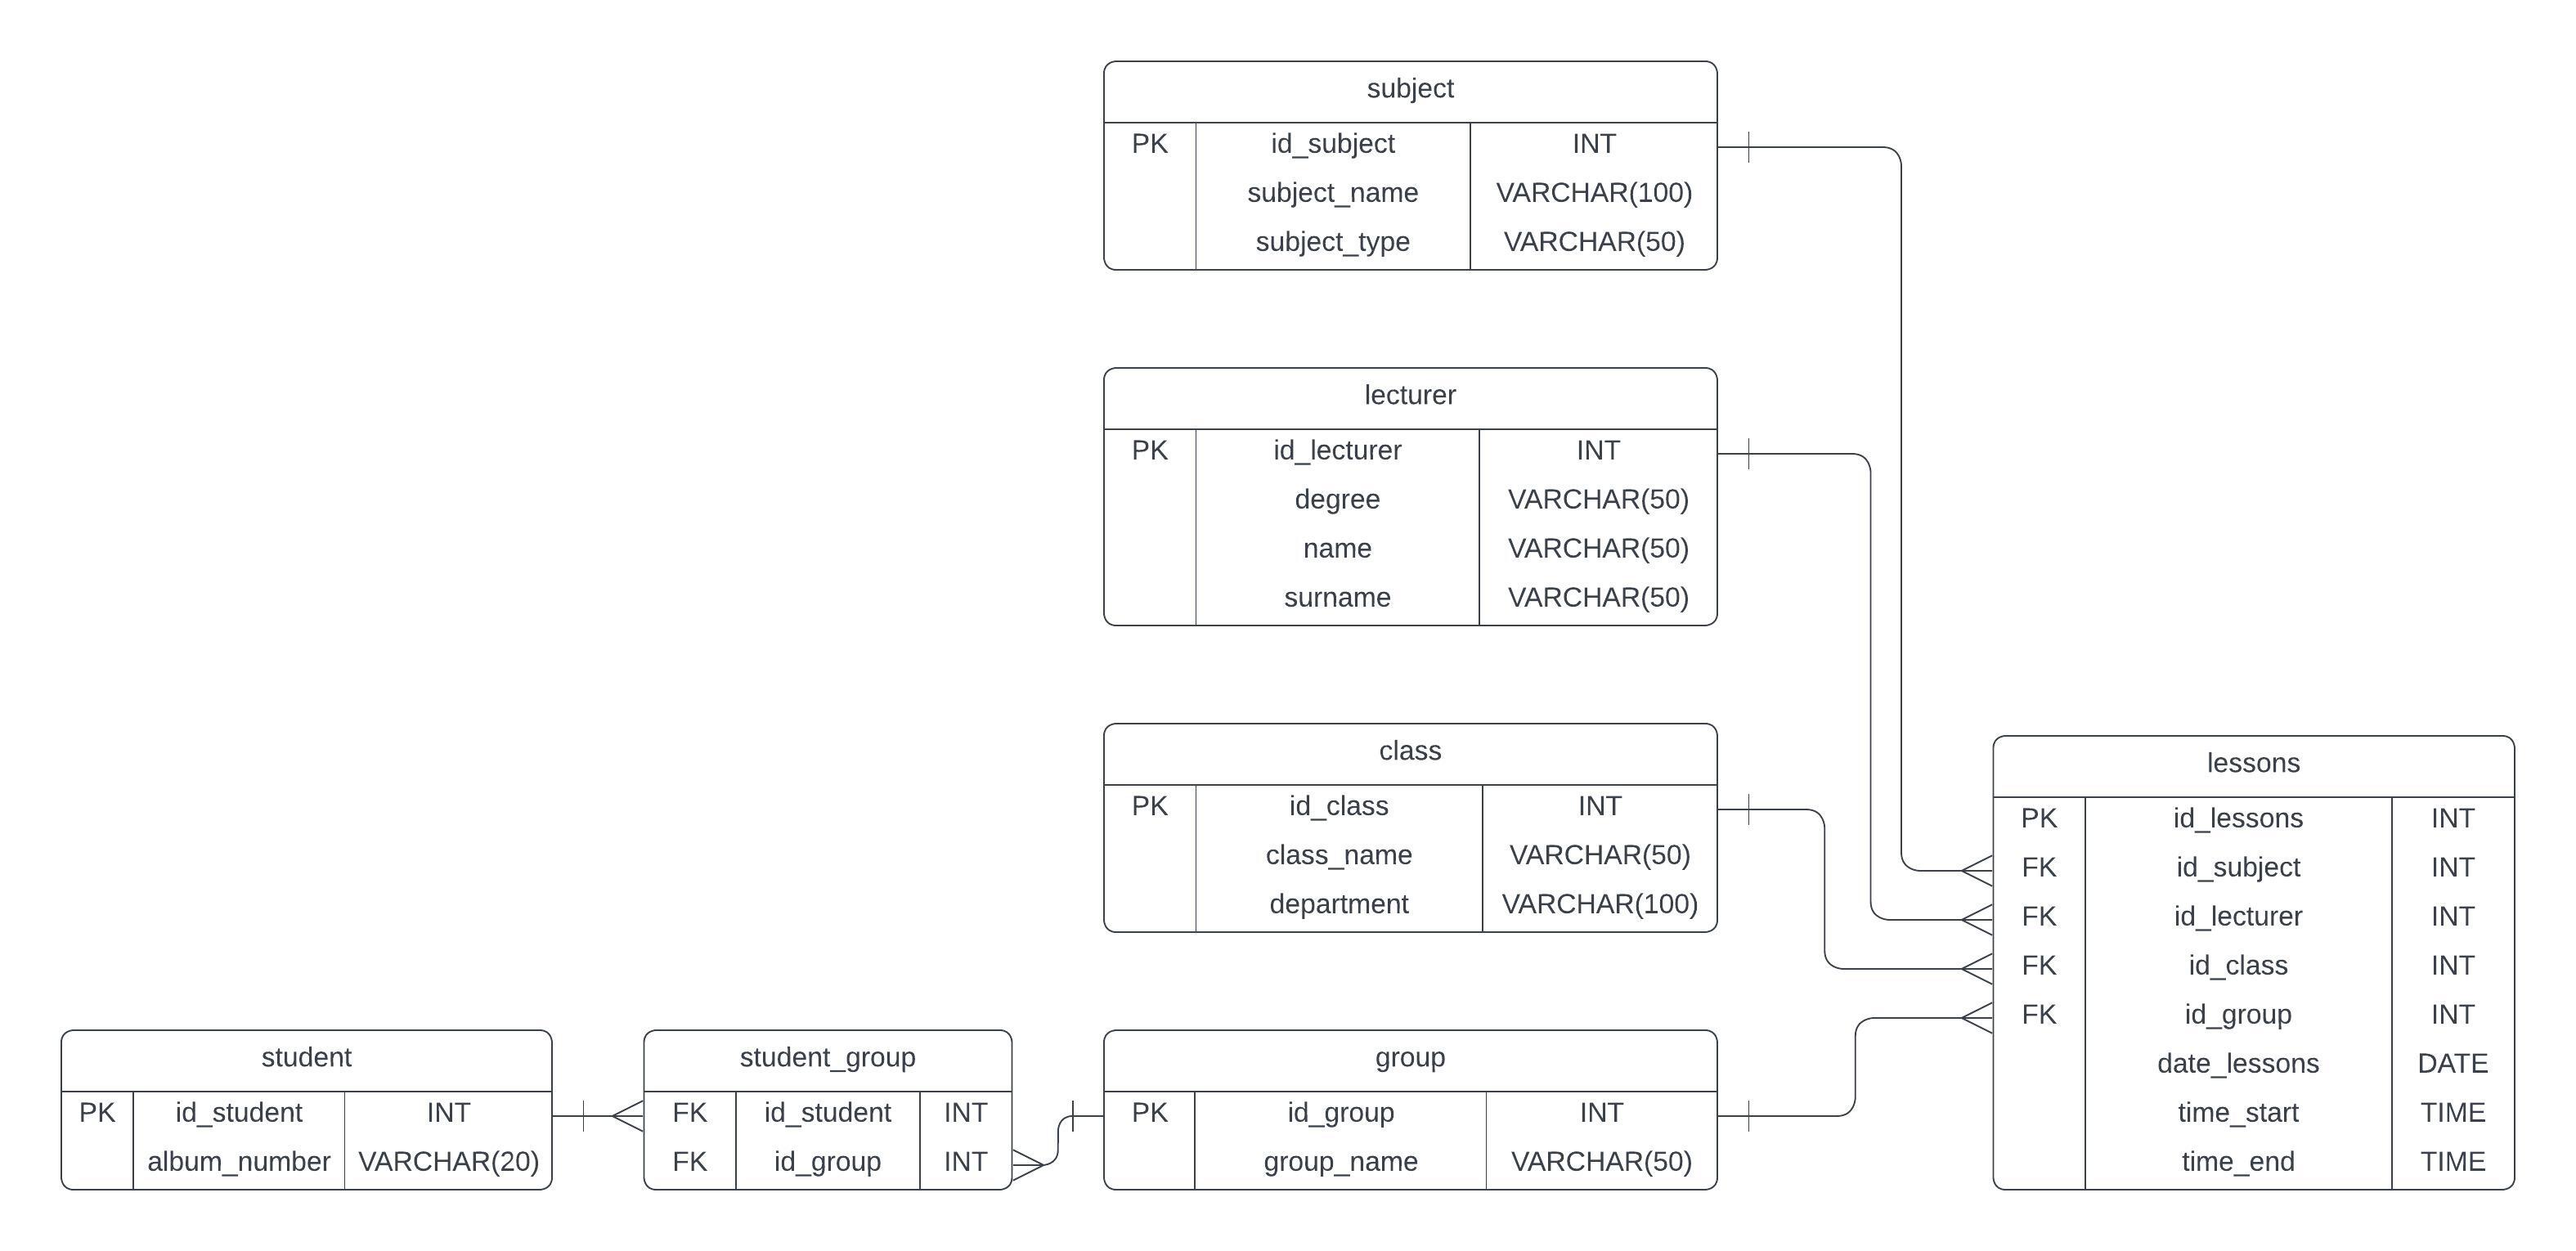 subject
PK id_subject INT
subject_name VARCHAR(100)
subject_type VARCHAR(50)
lecturer
PK id_lecturer INT
degree VARCHAR(50)
name VARCHAR(50)
surname VARCHAR(50)
class
PK id_class INT
class_name VARCHAR(50)
department VARCHAR(100)
lessons
PK id_lessons INT
FK id_subject INT
FK id_lecturer INT
FK id_class INT
FK id_group INT
date_lessons DATE
time_start TIME
time_end TIME
student
PK id_student INT
album_number VARCHAR(20)
student_group
FK id_student INT
FK id_group INT
group
PK id_group INT
group_name VARCHAR(50)